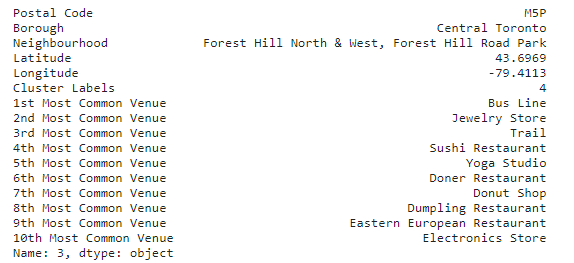 Postal Code M5P
Borough Central Toronto
Neighbourhood Forest Hill North & West, Forest Hill Road Park
Latitude 43.6969
Longitude -79.4113
Cluster Labels 4
1st Most Common Venue Bus Line
2nd Most Common Venue Jewelry Store
3rd Most Common Venue Trail
4th Most Common Venue Sushi Restaurant
5th Most Common Venue Yoga Studio
6th Most Common Venue Doner Restaurant
7th Most Common Venue Donut Shop
8th Most Common Venue Dumpling Restaurant
9th Most Common Venue Eastern European Restaurant
10th Most Common Venue Electronics Store
Name: 3, dtype: object